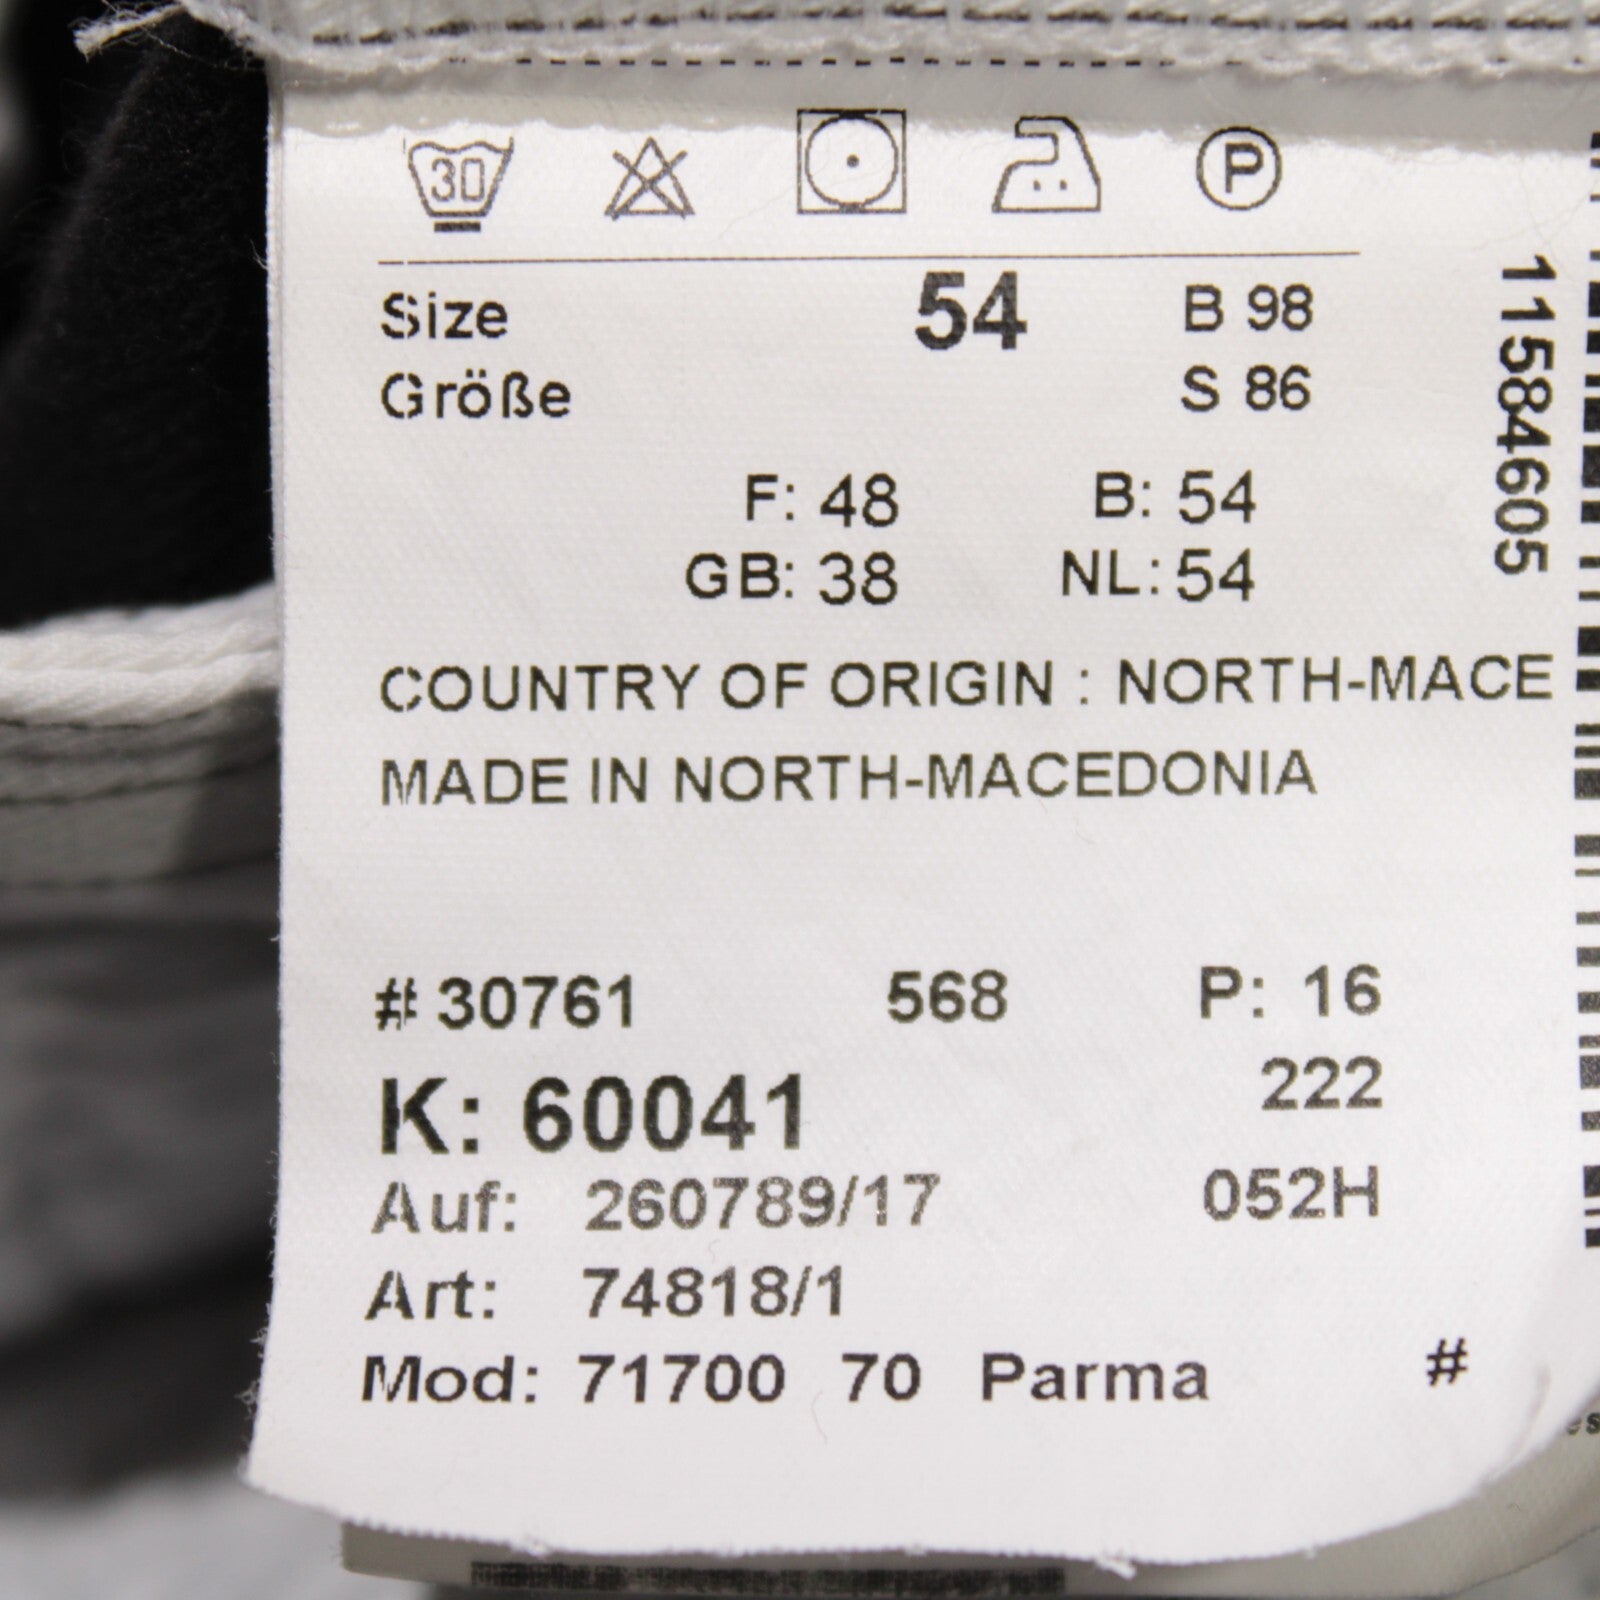 30
P
Size 54 B 98
Größe S 86
F: 48 B: 54
GB: 38 NL: 54
COUNTRY OF ORIGIN : NORTH-MACE
MADE IN NORTH-MACEDONIA
# 30761 568 P: 16
K: 60041 222
Auf: 260789/17 052H
Art: 74818/1
Mod: 71700 70 Parma #
11584605